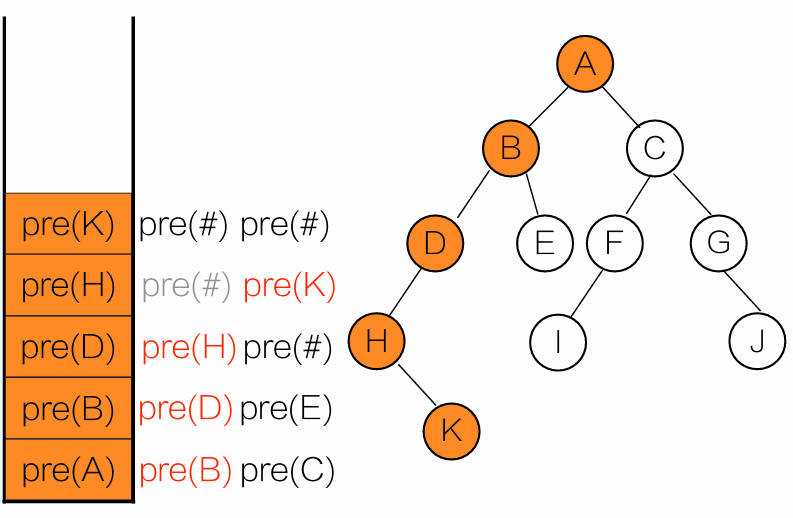 pre(K) pre(#) pre(#)
pre(H) pre(#) pre(K)
pre(D) pre(H) pre(#)
pre(B) pre(D) pre(E)
pre(A) pre(B) pre(C)
A
B C
D E F G
H I J
K